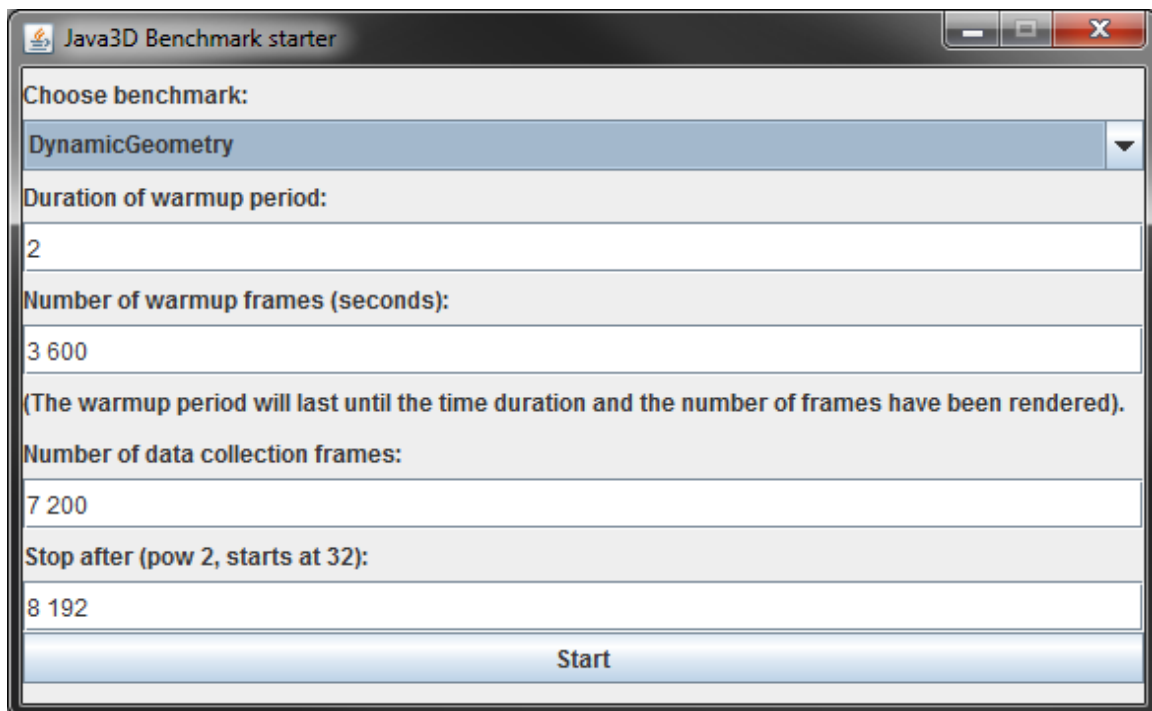 Java3D Benchmark starter
Choose benchmark:
DynamicGeometry
Duration of warmup period:
2
Number of warmup frames (seconds):
3 600
(The warmup period will last until the time duration and the number of frames have been rendered).
Number of data collection frames:
7 200
Stop after (pow 2, starts at 32):
8 192
Start